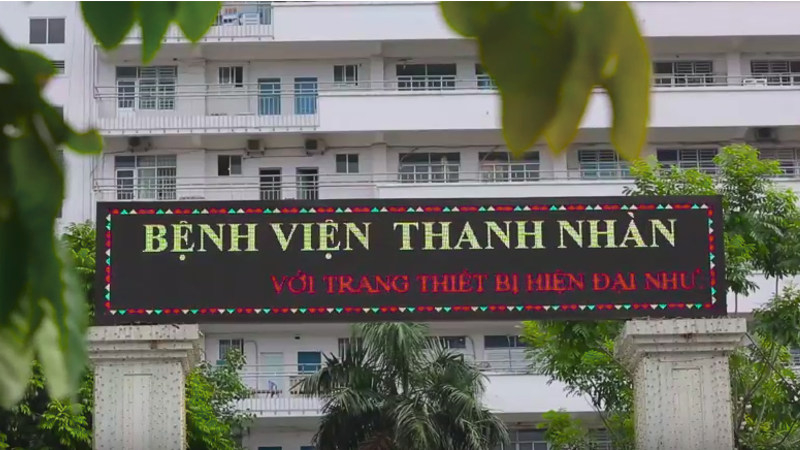 BỆNH VIỆN THANH NHÀN
VỚI TRANG THIẾT BỊ HIỆN ĐẠI NHƯ: